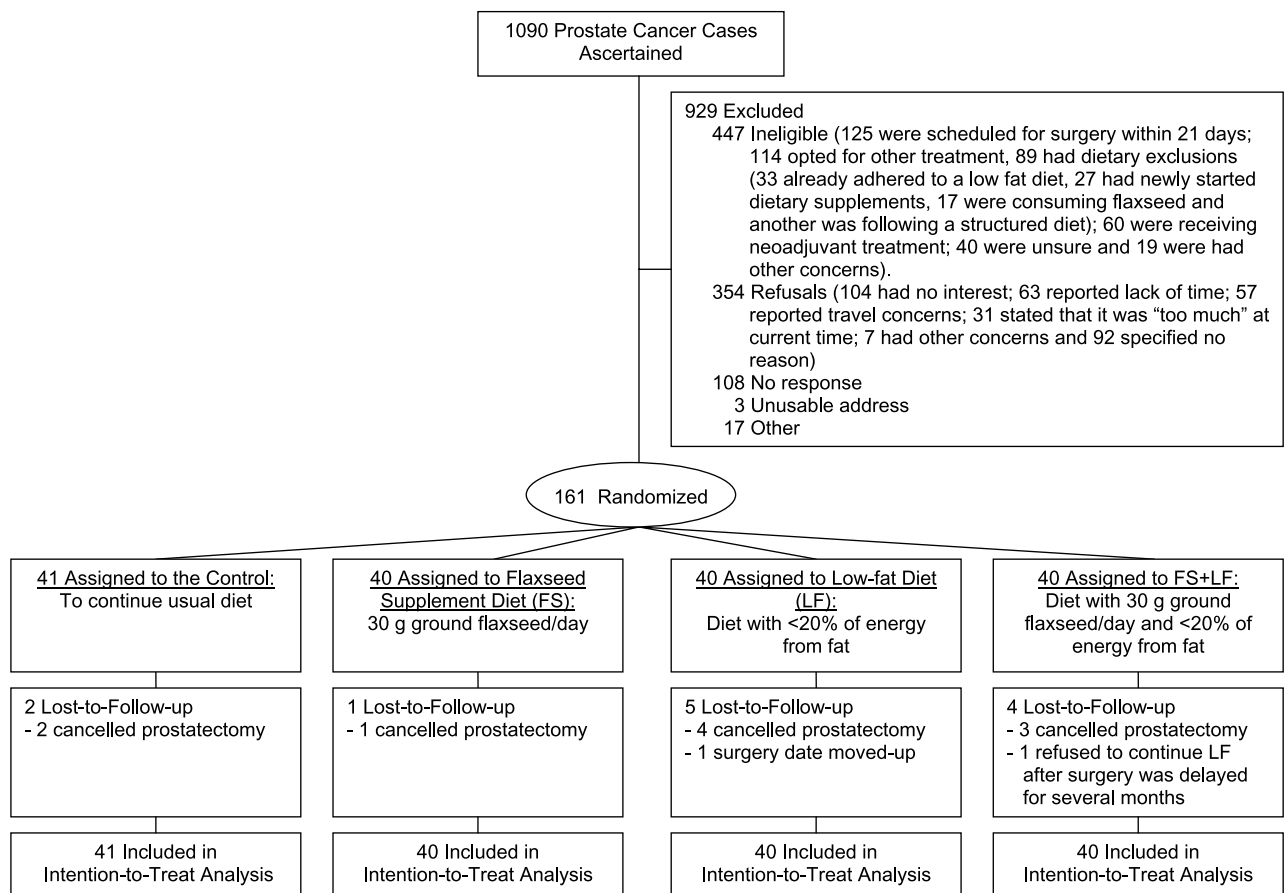 1090 Prostate Cancer Cases
Ascertained
929 Excluded
447 Ineligible (125 were scheduled for surgery within 21 days;
114 opted for other treatment, 89 had dietary exclusions
(33 already adhered to a low fat diet, 27 had newly started
dietary supplements, 17 were consuming flaxseed and
another was following a structured diet); 60 were receiving
neoadjuvant treatment; 40 were unsure and 19 were had
other concerns).
354 Refusals (104 had no interest; 63 reported lack of time; 57
reported travel concerns; 31 stated that it was “too much” at
current time; 7 had other concerns and 92 specified no
reason)
108 No response
3 Unusable address
17 Other
161 Randomized
41 Assigned to the Control:
To continue usual diet
40 Assigned to Flaxseed
Supplement Diet (FS):
30 g ground flaxseed/day
40 Assigned to Low-fat Diet
(LF):
Diet with <20% of energy
from fat
40 Assigned to FS+LF:
Diet with 30 g ground
flaxseed/day and <20% of
energy from fat
2 Lost-to-Follow-up
- 2 cancelled prostatectomy
1 Lost-to-Follow-up
- 1 cancelled prostatectomy
5 Lost-to-Follow-up
- 4 cancelled prostatectomy
- 1 surgery date moved-up
4 Lost-to-Follow-up
- 3 cancelled prostatectomy
- 1 refused to continue LF
after surgery was delayed
for several months
41 Included in
Intention-to-Treat Analysis
40 Included in
Intention-to-Treat Analysis
40 Included in
Intention-to-Treat Analysis
40 Included in
Intention-to-Treat Analysis